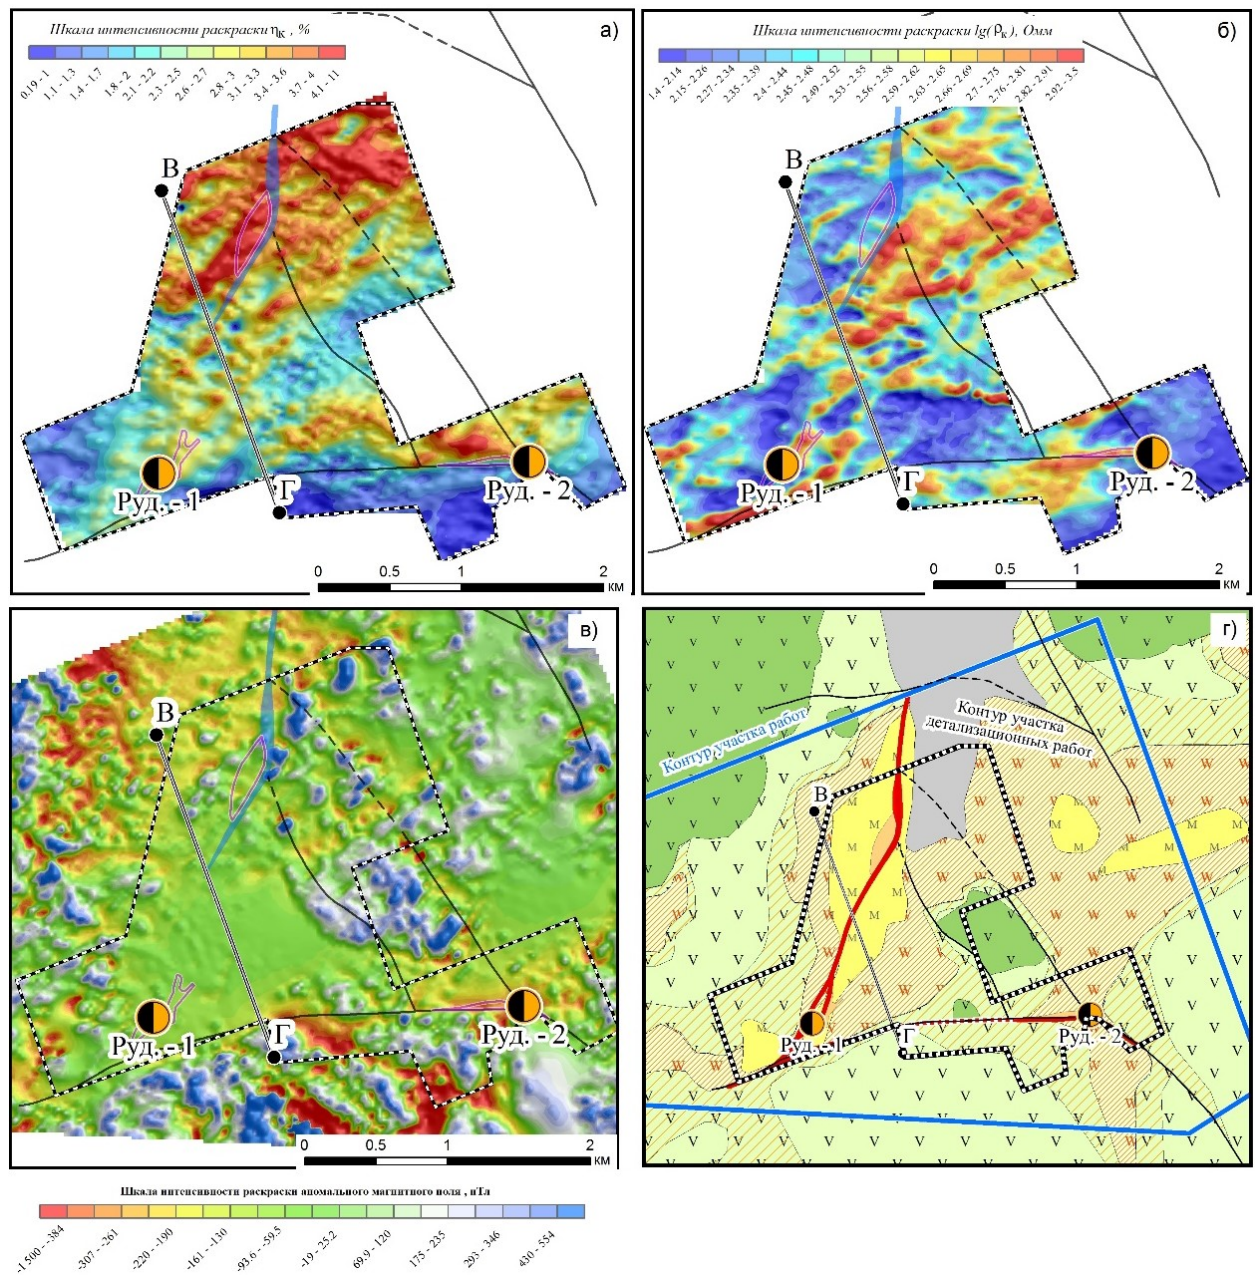 Шкала интенсивности раскраски ηк , %
а)
0.19 - 1
1.1 - 1.3
1.4 - 1.7
1.8 - 2
2.1 - 2.2
2.3 - 2.5
2.6 - 2.7
2.8 - 3
3.1 - 3.3
3.4 - 3.6
3.7 - 4
4.1 - 11
В
Г
Руд. - 1
Руд. - 2
0 0.5 1 2
км
Шкала интенсивности раскраски lg(ρк), Омм
б)
1.4 - 2.14
2.15 - 2.26
2.27 - 2.34
2.35 - 2.39
2.4 - 2.44
2.45 - 2.48
2.49 - 2.52
2.53 - 2.55
2.56 - 2.58
2.59 - 2.62
2.63 - 2.65
2.66 - 2.69
2.7 - 2.75
2.76 - 2.81
2.82 - 2.91
2.92 - 3.5
В
Г
Руд. - 1
Руд. - 2
0 0.5 1 2
км
в)
В
Г
Руд. - 1
Руд. - 2
0 0.5 1 2
км
Шкала интенсивности раскраски аномального магнитного поля , нТл
-1 500 - -384
-307 - -261
-220 - -190
-161 - -130
-93.6 - -59.5
-19 - 25.2
69.9 - 120
175 - 235
293 - 346
430 - 554
г)
Контур участка работ
Контур участка
детализационных работ
В
Г
Руд. - 1
Руд. - 2